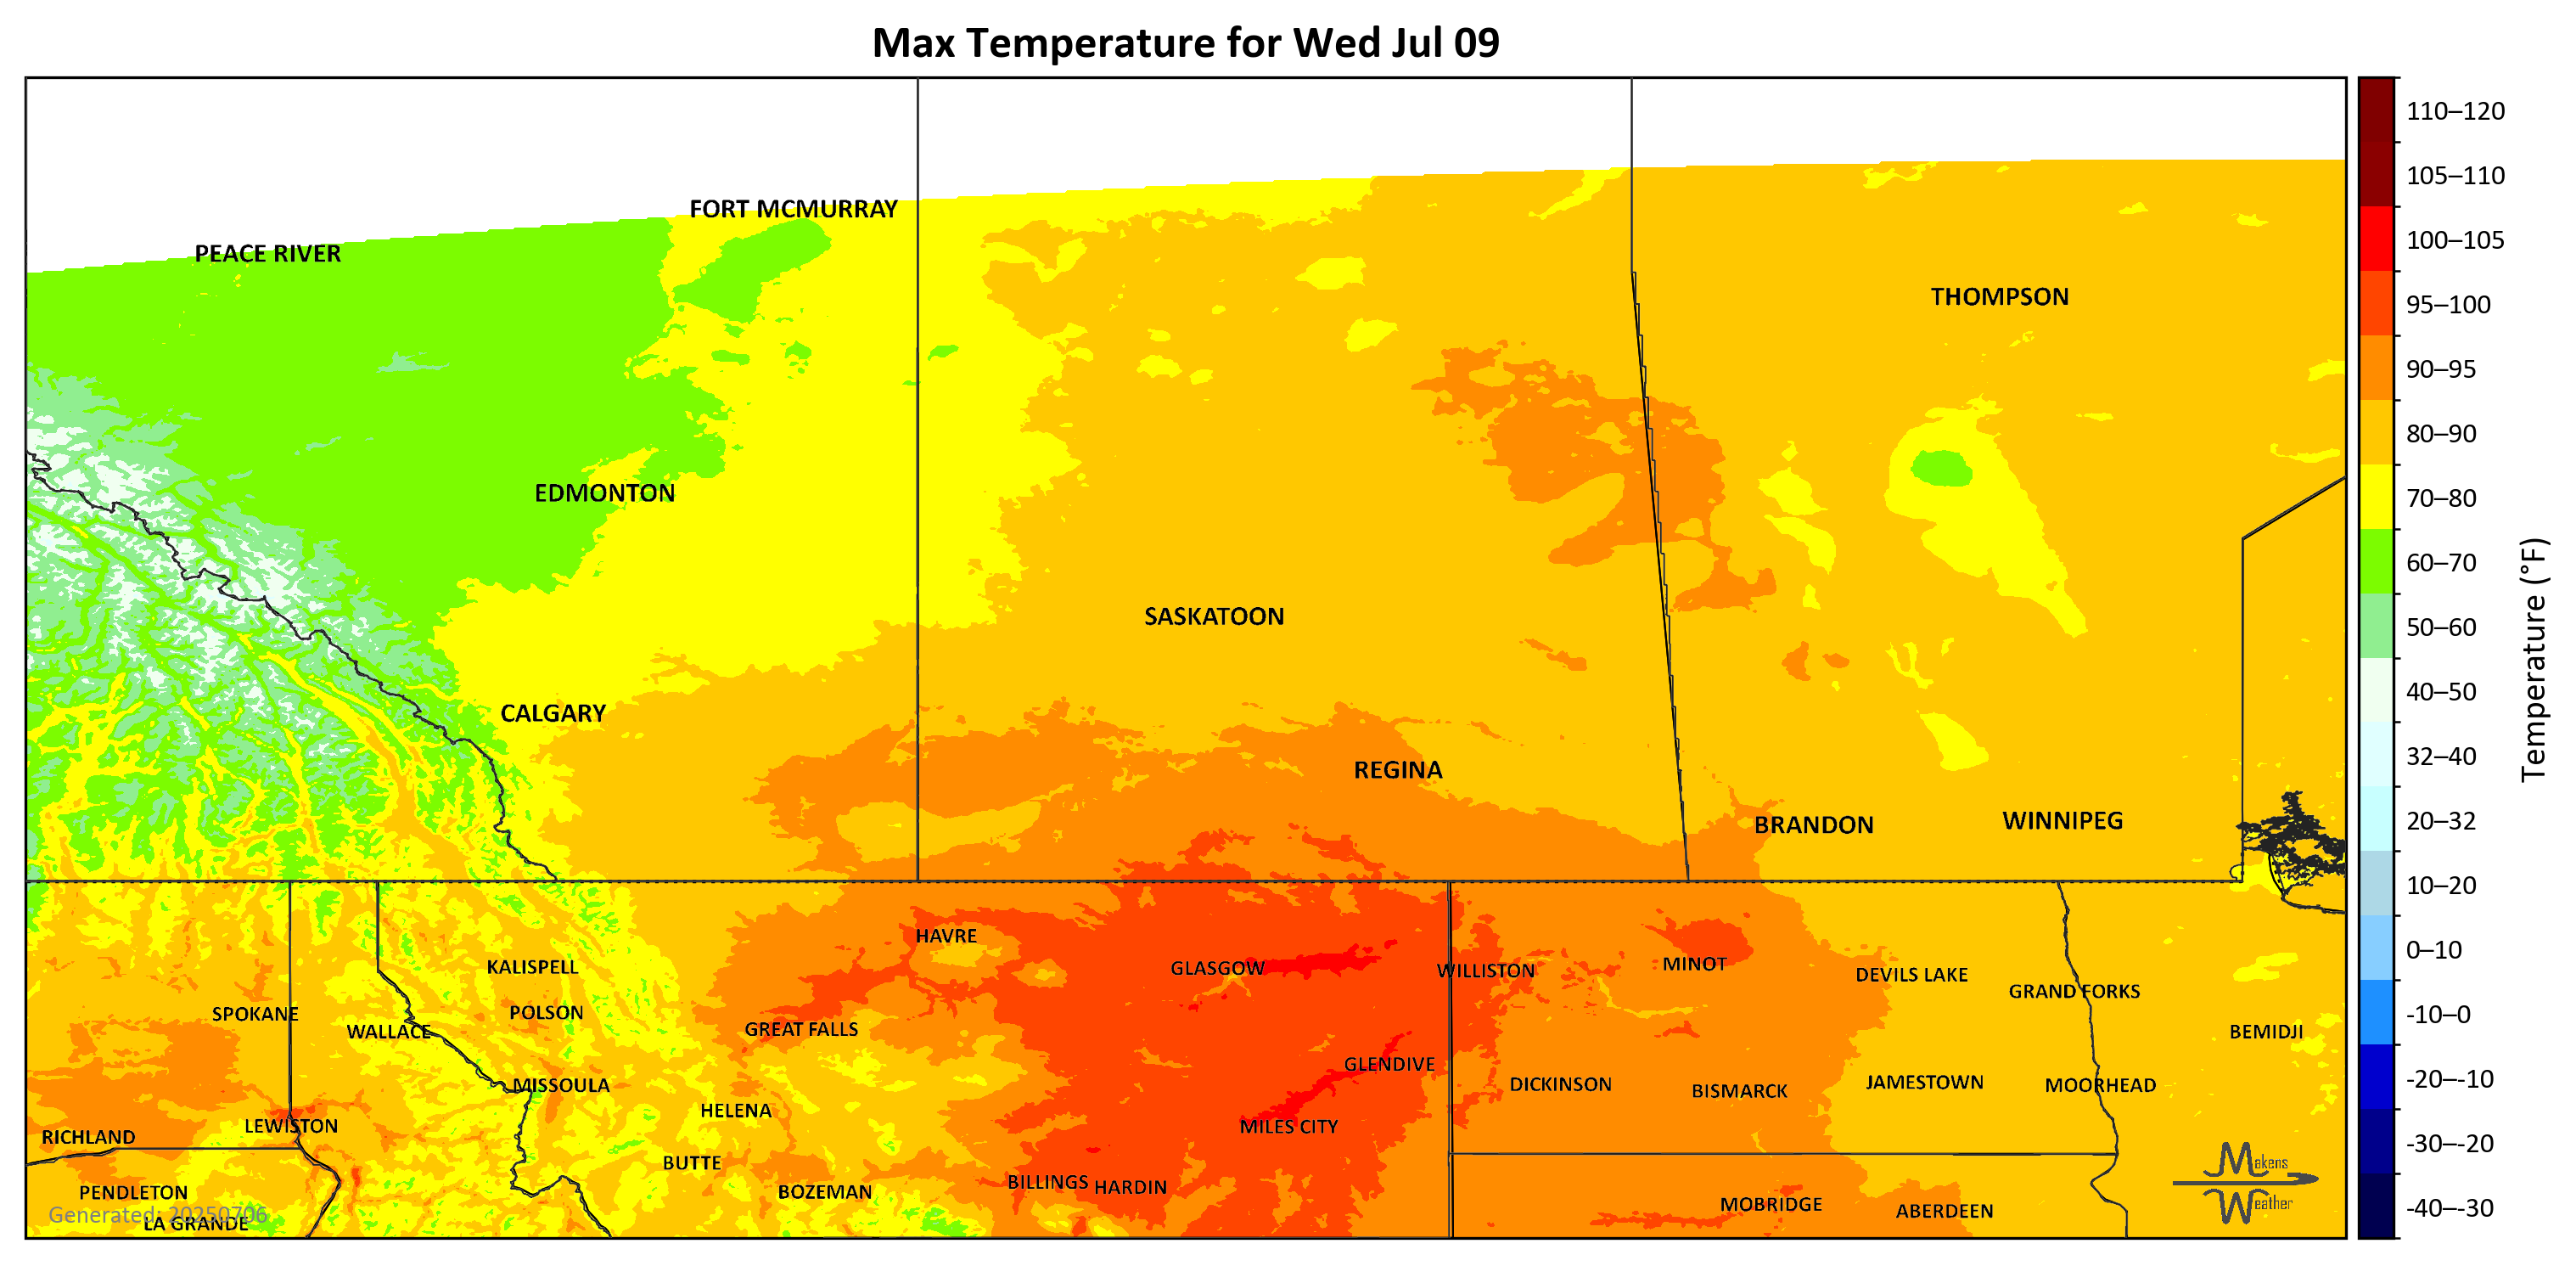 Max Temperature for Wed Jul 09
FORT MCMURRAY
PEACE RIVER
THOMPSON
EDMONTON
SASKATOON
CALGARY
REGINA
BRANDON
WINNIPEG
HAVRE
KALISPELL
GLASGOW
WILLISTON
MINOT
DEVILS LAKE
GRAND FORKS
SPOKANE
POLSON
WALLACE
GREAT FALLS
BEMIDJI
GLENDIVE
MISSOULA
DICKINSON
BISMARCK
JAMESTOWN
MOORHEAD
HELENA
LEWISTON
MILES CITY
RICHLAND
BUTTE
BILLINGS
HARDIN
PENDLETON
BOZEMAN
MOBRIDGE
ABERDEEN
LA GRANDE
Generated: 20250706
Makens
Weather
110–120
105–110
100–105
95–100
90–95
80–90
70–80
60–70
50–60
40–50
32–40
20–32
10–20
0–10
-10–0
-20–-10
-30–-20
-40–-30
Temperature (°F)